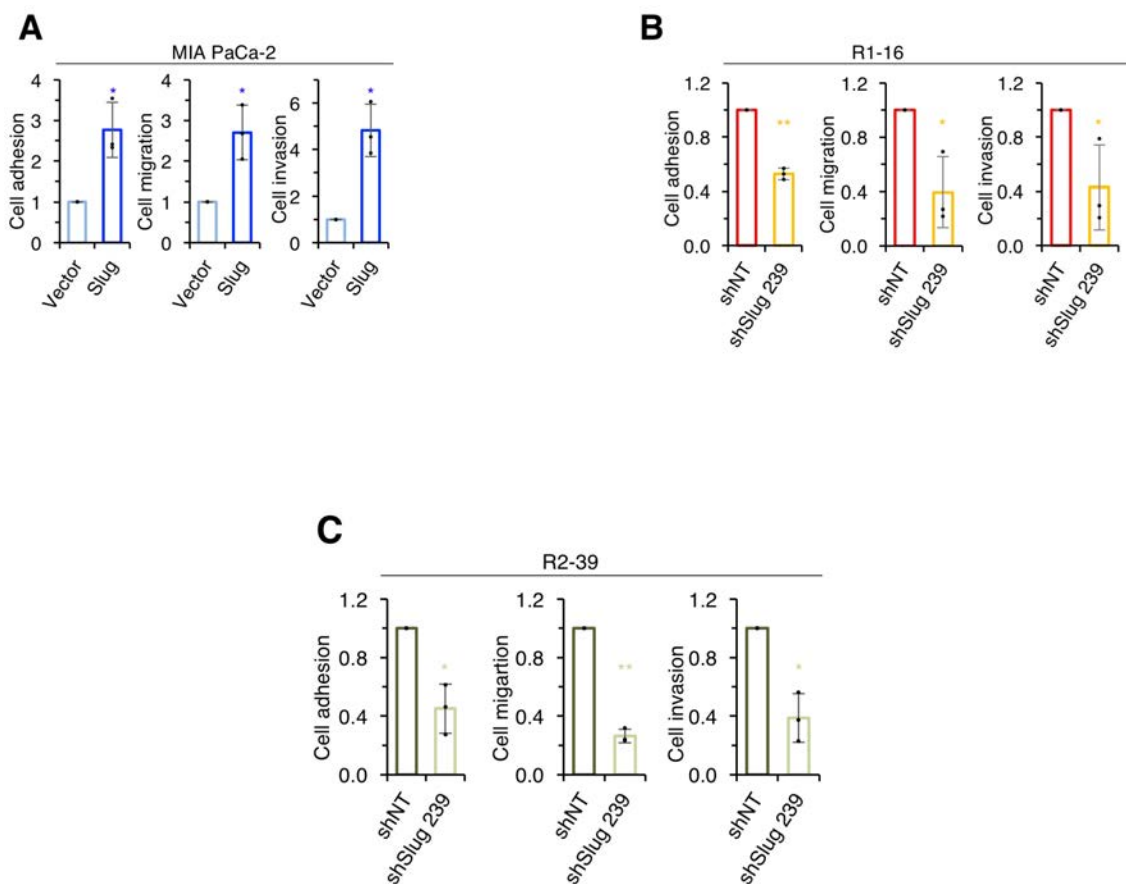 A
MIA PaCa-2
Cell adhesion
4
3
2
1
0
Vector
Slug
*
Cell migration
4
3
2
1
0
Vector
Slug
*
Cell invasion
6
4
2
0
Vector
Slug
*
B
R1-16
Cell adhesion
1.2
0.8
0.4
0.0
shNT
shSlug 239
**
Cell migration
1.2
0.8
0.4
0.0
shNT
shSlug 239
*
Cell invasion
1.2
0.8
0.4
0.0
shNT
shSlug 239
*
C
R2-39
Cell adhesion
1.2
0.8
0.4
0.0
shNT
shSlug 239
*
Cell migartion
1.2
0.8
0.4
0.0
shNT
shSlug 239
**
Cell invasion
1.2
0.8
0.4
0.0
shNT
shSlug 239
*